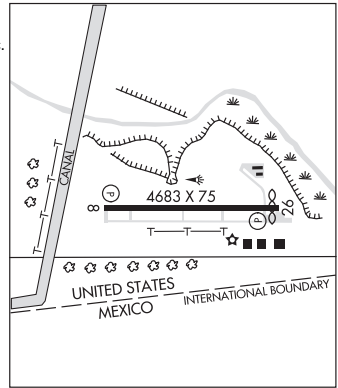 CANAL
P
4683 X 75
8
26
P
UNITED STATES
MEXICO
INTERNATIONAL BOUNDARY